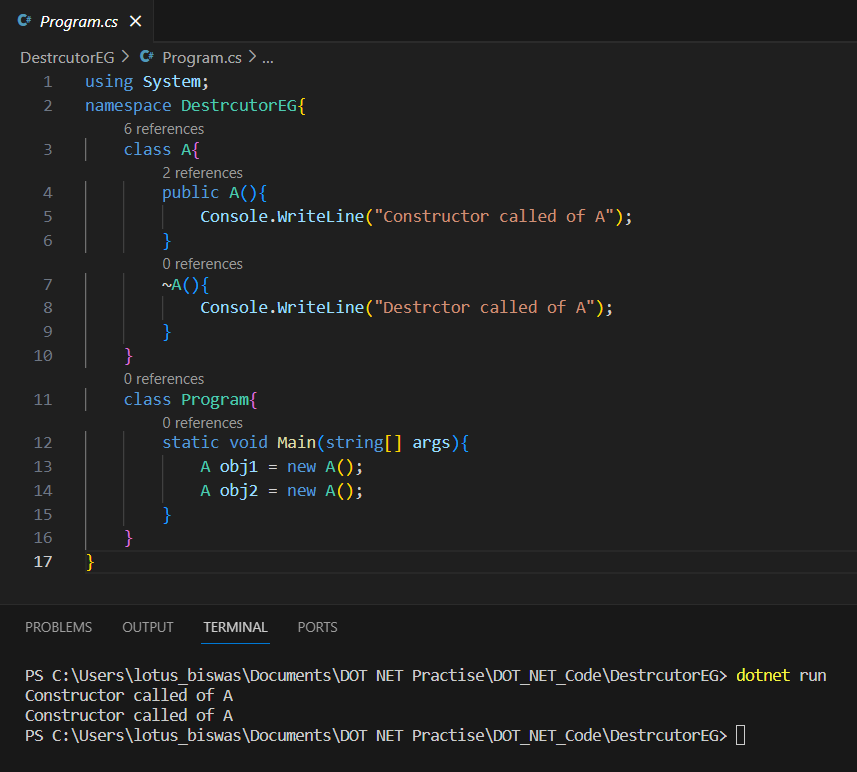 C# Program.cs ×
DestrcutorEG > C# Program.cs > ...
1 using System;
2 namespace DestrcutorEG{
6 references
3 class A{
2 references
4 public A(){
5 Console.WriteLine("Constructor called of A");
6 }
0 references
7 ~A(){
8 Console.WriteLine("Destrctor called of A");
9 }
10 }
0 references
11 class Program{
0 references
12 static void Main(string[] args){
13 A obj1 = new A();
14 A obj2 = new A();
15 }
16 }
17 }
PROBLEMS OUTPUT TERMINAL PORTS
PS C:\Users\lotus_biswas\Documents\DOT NET Practise\DOT_NET_Code\DestrcutorEG> dotnet run
Constructor called of A
Constructor called of A
PS C:\Users\lotus_biswas\Documents\DOT NET Practise\DOT_NET_Code\DestrcutorEG>